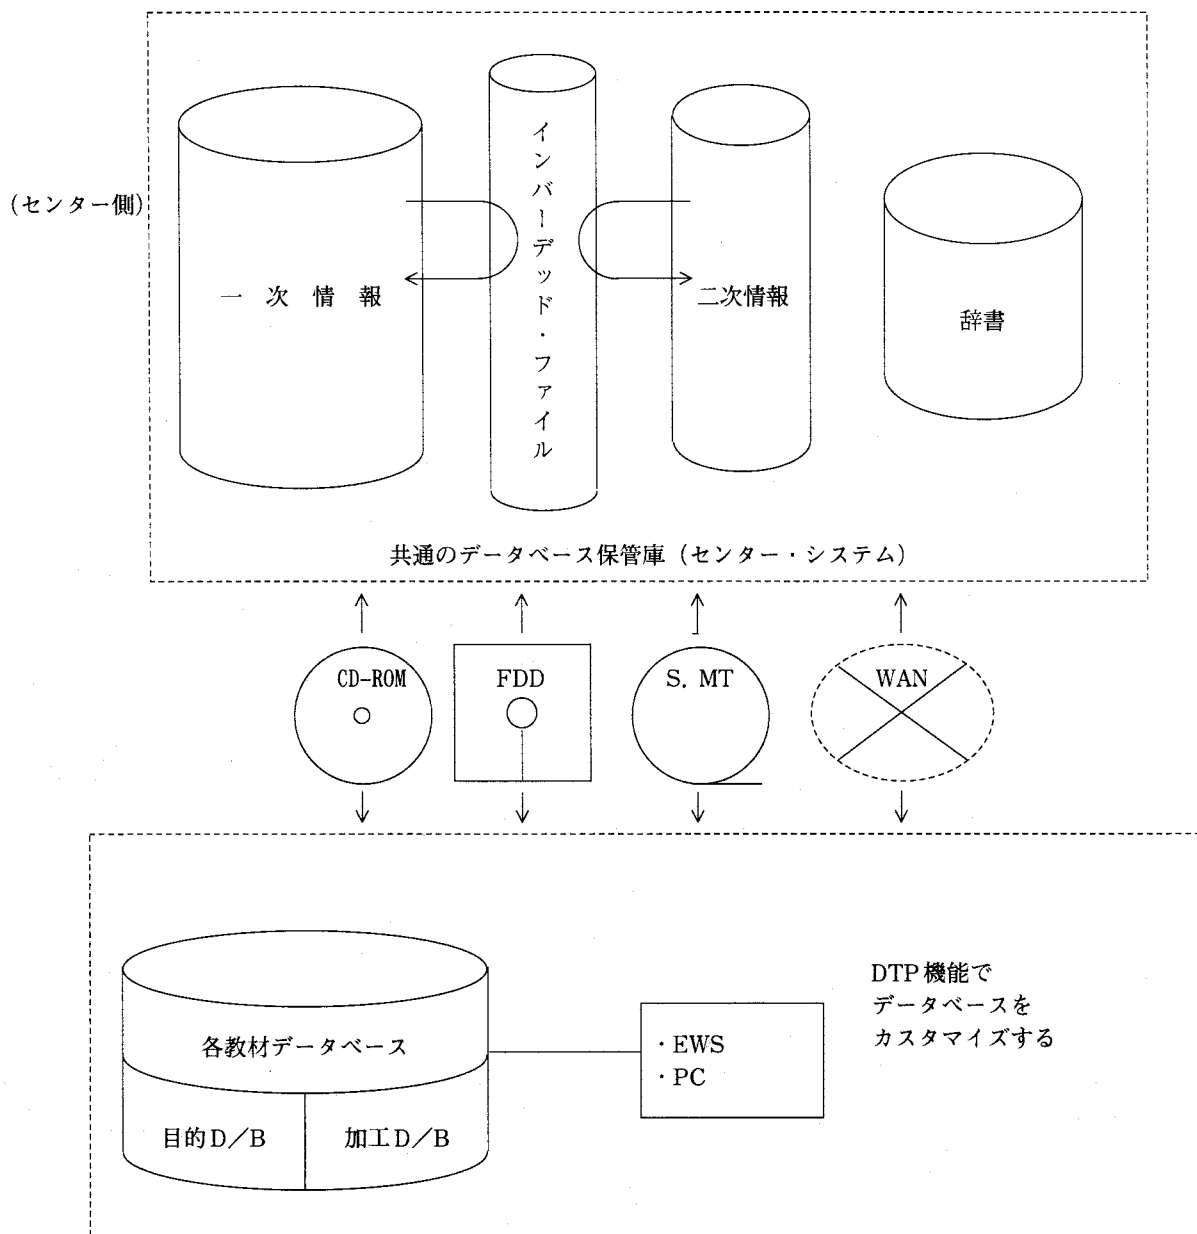 (センター側)
一次情報
インバーデッド・ファイル
二次情報
辞書
共通のデータベース保管庫(センター・システム)
CD-ROM
FDD
S. MT
WAN
各教材データベース
目的D/B
加工D/B
・EWS
・PC
DTP機能で
データベースを
カスタマイズする